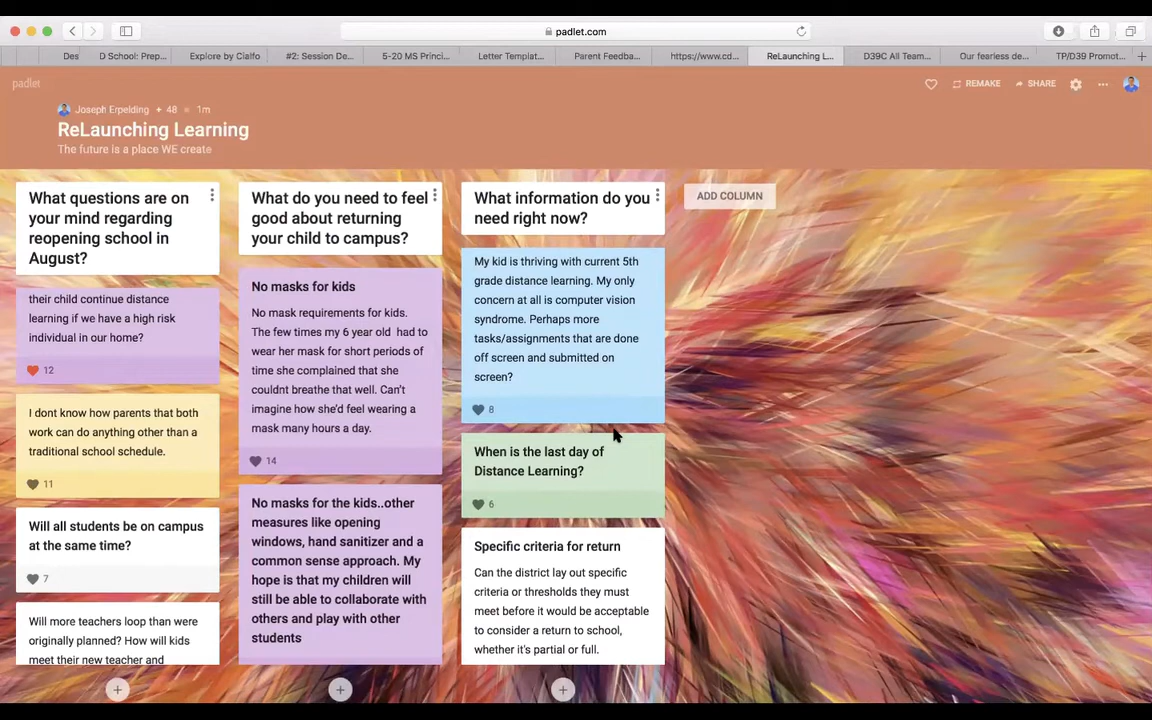 padlet.com
Des
D School: Prep...
Explore by Cialfo
#2: Session De...
5-20 MS Princi...
Letter Templat...
Parent Feedba...
https://www.cd...
ReLaunching L...
D39C All Team...
Our fearless de...
TP/D39 Promot...
padlet
REMAKE
SHARE
Joseph Erpelding + 48 1m
ReLaunching Learning
The future is a place WE create
What questions are on
your mind regarding
reopening school in
August?
their child continue distance
learning if we have a high risk
individual in our home?
12
I dont know how parents that both
work can do anything other than a
traditional school schedule.
11
Will all students be on campus
at the same time?
7
Will more teachers loop than were
originally planned? How will kids
meet their new teacher and
What do you need to feel
good about returning
your child to campus?
No masks for kids
No mask requirements for kids.
The few times my 6 year old had to
wear her mask for short periods of
time she complained that she
couldnt breathe that well. Can't
imagine how she'd feel wearing a
mask many hours a day.
14
No masks for the kids..other
measures like opening
windows, hand sanitizer and a
common sense approach. My
hope is that my children will
still be able to collaborate with
others and play with other
students
What information do you
need right now?
My kid is thriving with current 5th
grade distance learning. My only
concern at all is computer vision
syndrome. Perhaps more
tasks/assignments that are done
off screen and submitted on
screen?
8
When is the last day of
Distance Learning?
6
Specific criteria for return
Can the district lay out specific
criteria or thresholds they must
meet before it would be acceptable
to consider a return to school,
whether it's partial or full.
ADD COLUMN